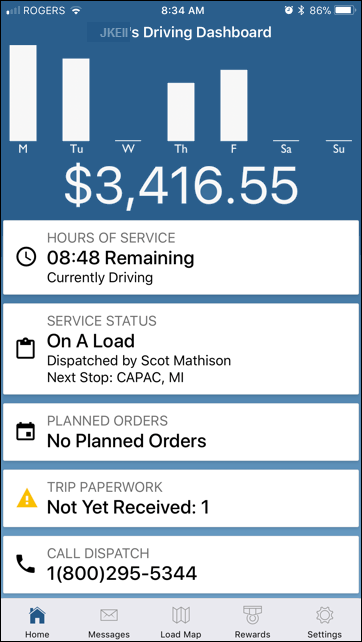 ROGERS 8:34 AM 86%
JKEll's Driving Dashboard
M Tu W Th F Sa Su
$3,416.55
HOURS OF SERVICE
08:48 Remaining
Currently Driving
SERVICE STATUS
On A Load
Dispatched by Scot Mathison
Next Stop: CAPAC, MI
PLANNED ORDERS
No Planned Orders
TRIP PAPERWORK
Not Yet Received: 1
CALL DISPATCH
1(800)295-5344
Home Messages Load Map Rewards Settings